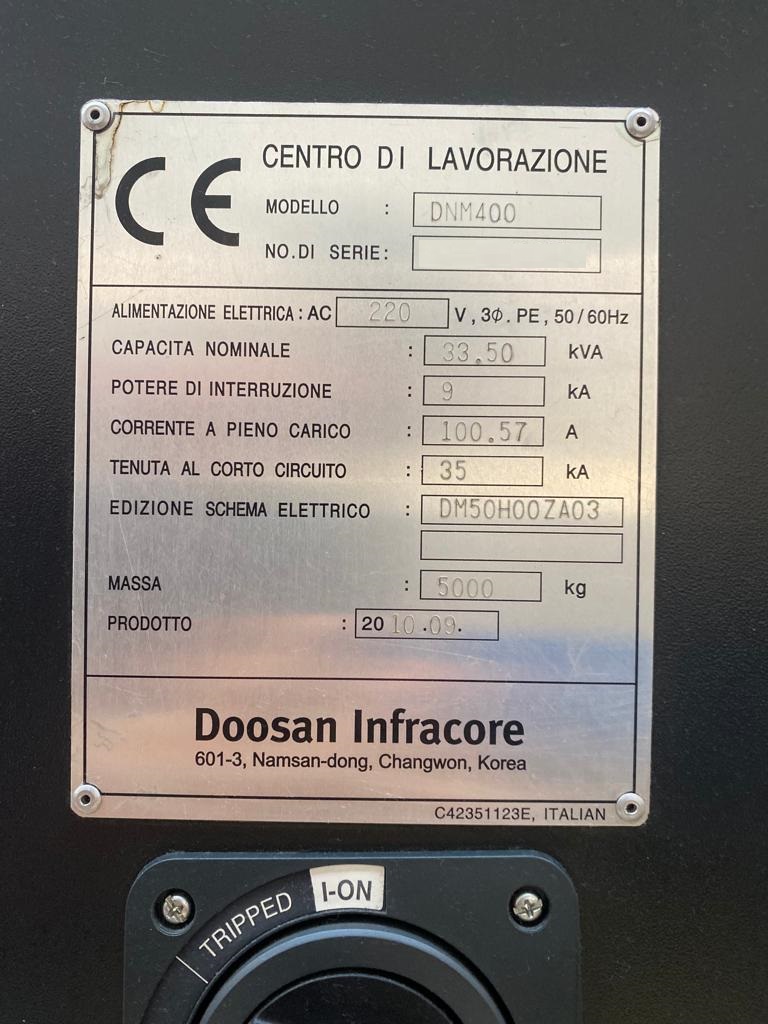 CE
CENTRO DI LAVORAZIONE
MODELLO : DNM400
NO.DI SERIE:
ALIMENTAZIONE ELETTRICA : AC 220 V, 3Ø. PE, 50/60Hz
CAPACITA NOMINALE : 33.50 kVA
POTERE DI INTERRUZIONE : 9 kA
CORRENTE A PIENO CARICO : 100.57 A
TENUTA AL CORTO CIRCUITO : 35 kA
EDIZIONE SCHEMA ELETTRICO : DM50H00ZA03
MASSA : 5000 kg
PRODOTTO : 2010.09.
Doosan Infracore
601-3, Namsan-dong, Changwon, Korea
C42351123E, ITALIAN
TRIPPED I-ON